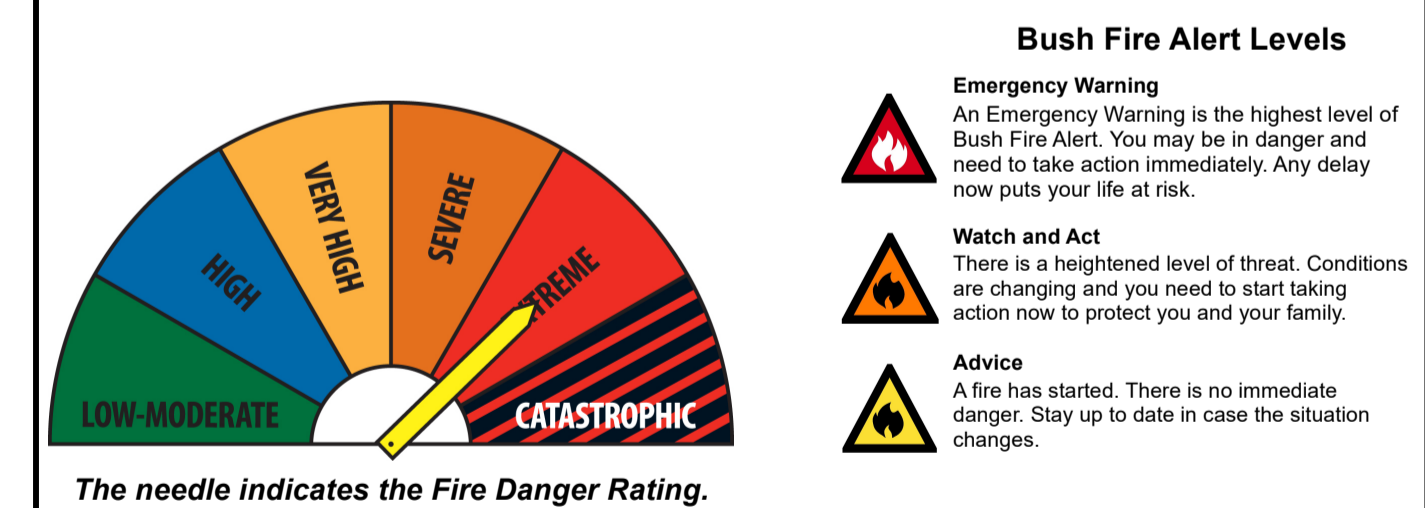 LOW-MODERATE
HIGH
VERY HIGH
SEVERE
TREME
CATASTROPHIC
The needle indicates the Fire Danger Rating.
Bush Fire Alert Levels
Emergency Warning
An Emergency Warning is the highest level of
Bush Fire Alert. You may be in danger and
need to take action immediately. Any delay
now puts your life at risk.
Watch and Act
There is a heightened level of threat. Conditions
are changing and you need to start taking
action now to protect you and your family.
Advice
A fire has started. There is no immediate
danger. Stay up to date in case the situation
changes.